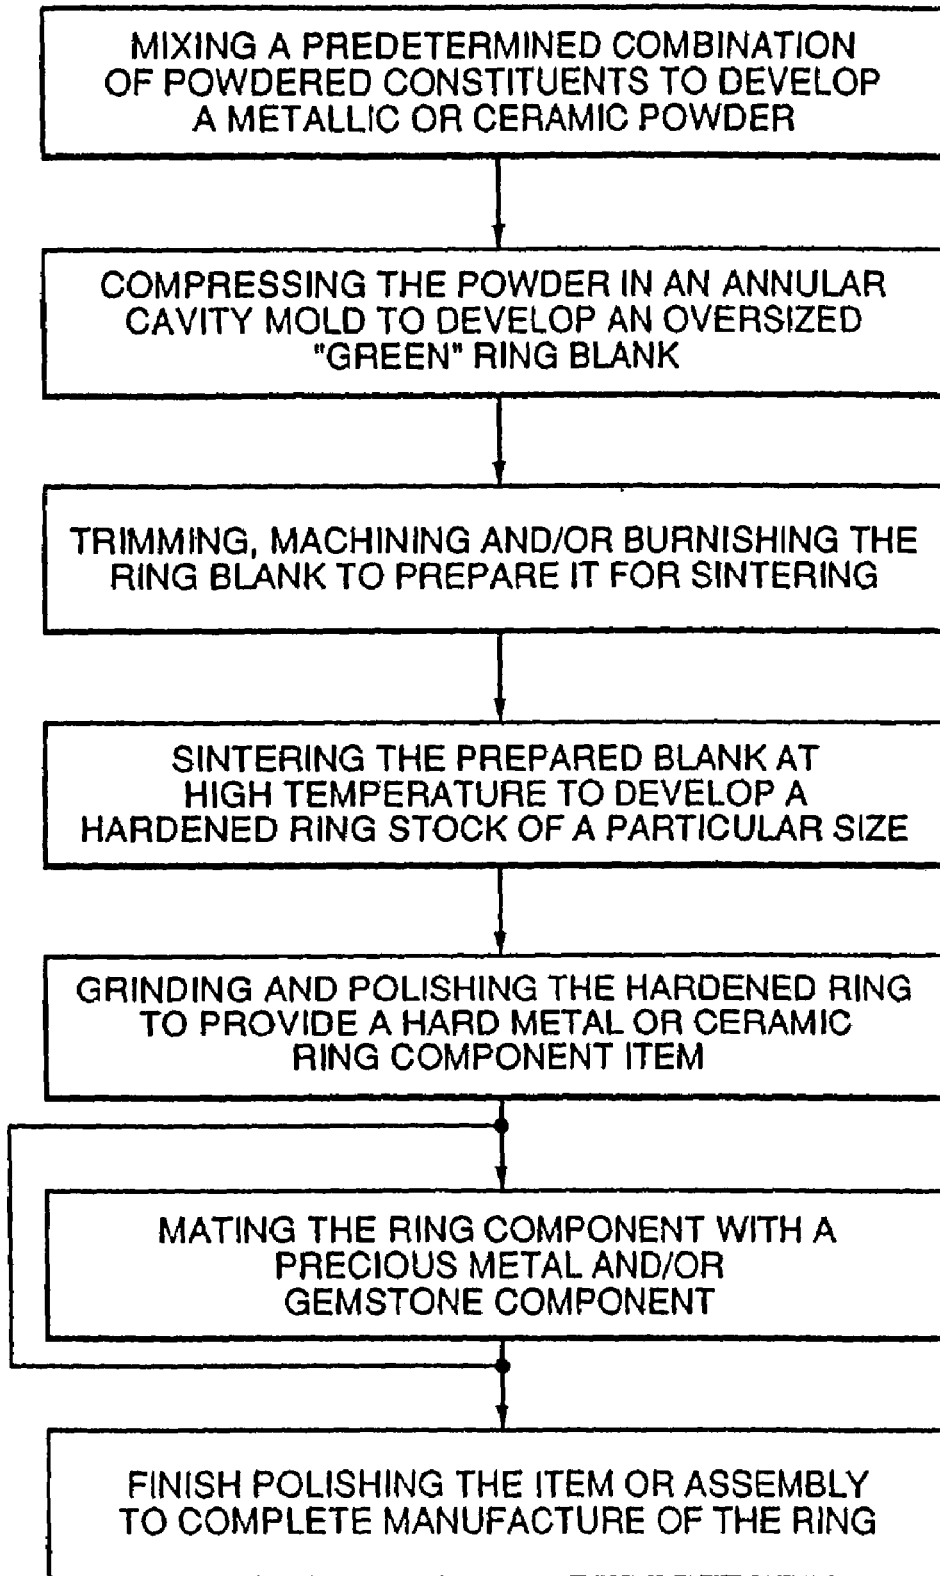 MIXING A PREDETERMINED COMBINATION
OF POWDERED CONSTITUENTS TO DEVELOP
A METALLIC OR CERAMIC POWDER
COMPRESSING THE POWDER IN AN ANNULAR
CAVITY MOLD TO DEVELOP AN OVERSIZED
"GREEN" RING BLANK
TRIMMING, MACHINING AND/OR BURNISHING THE
RING BLANK TO PREPARE IT FOR SINTERING
SINTERING THE PREPARED BLANK AT
HIGH TEMPERATURE TO DEVELOP A
HARDENED RING STOCK OF A PARTICULAR SIZE
GRINDING AND POLISHING THE HARDENED RING
TO PROVIDE A HARD METAL OR CERAMIC
RING COMPONENT ITEM
MATING THE RING COMPONENT WITH A
PRECIOUS METAL AND/OR
GEMSTONE COMPONENT
FINISH POLISHING THE ITEM OR ASSEMBLY
TO COMPLETE MANUFACTURE OF THE RING